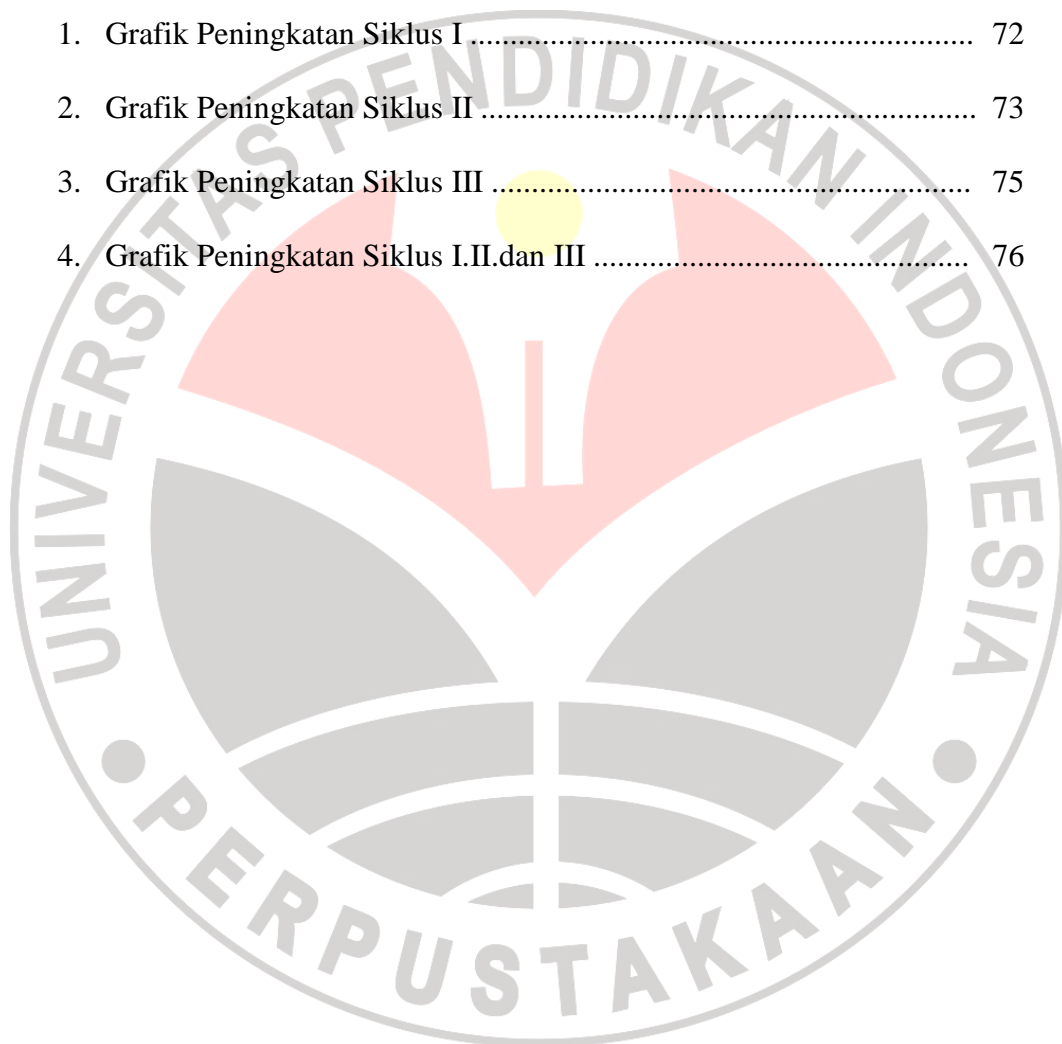 1. Grafik Peningkatan Siklus I ................................................................ 72
2. Grafik Peningkatan Siklus II .............................................................. 73
3. Grafik Peningkatan Siklus III ............................................................ 75
4. Grafik Peningkatan Siklus I.II.dan III ............................................... 76
UNIVERSITAS PENDIDIKAN INDONESIA
PERPUSTAKAAN